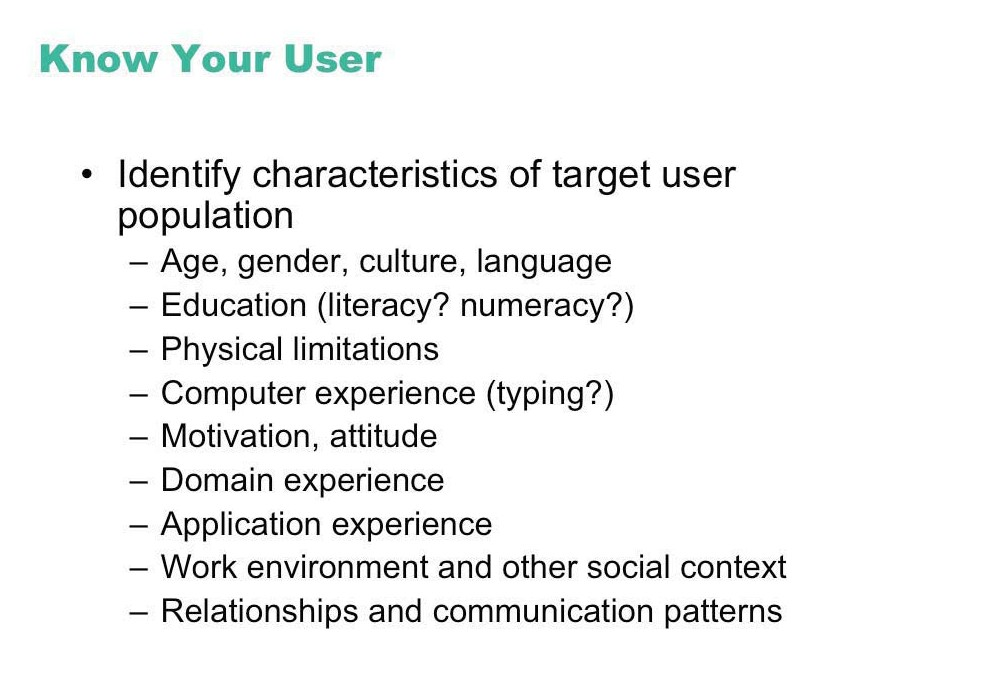 Know Your User
• Identify characteristics of target user
population
– Age, gender, culture, language
– Education (literacy? numeracy?)
– Physical limitations
– Computer experience (typing?)
– Motivation, attitude
– Domain experience
– Application experience
– Work environment and other social context
– Relationships and communication patterns